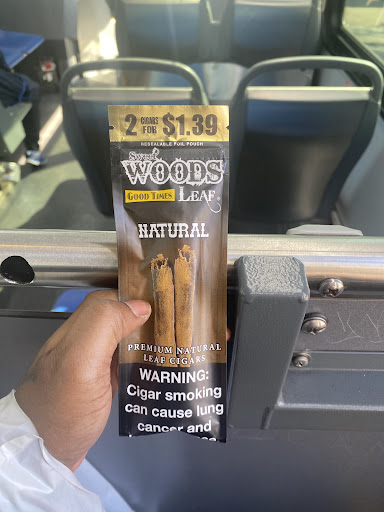 2 CIGARS FOR $1.39
RESEALABLE FOIL POUCH
Sweet
WOODS
GOOD TIMES LEAF
NATURAL
PREMIUM NATURAL
LEAF CIGARS
WARNING:
Cigar smoking
can cause lung
cancer and